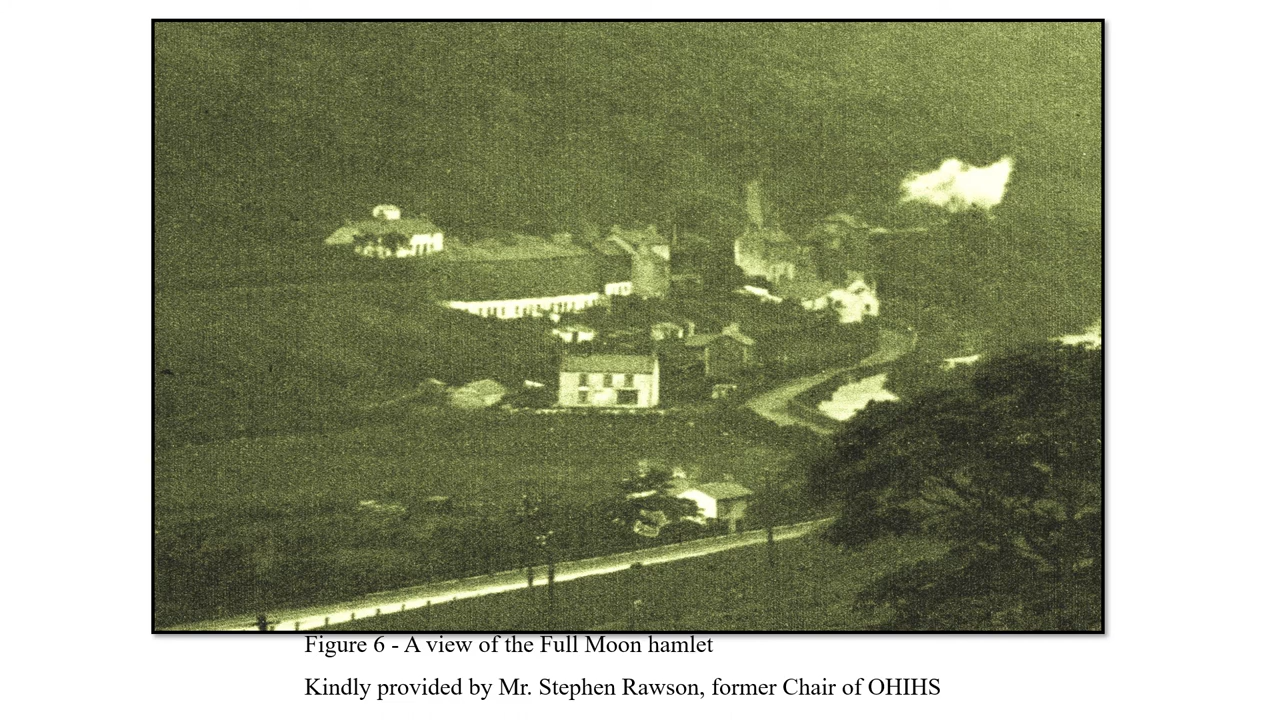 Figure 6 - A view of the Full Moon hamlet
Kindly provided by Mr. Stephen Rawson, former Chair of OHIHS